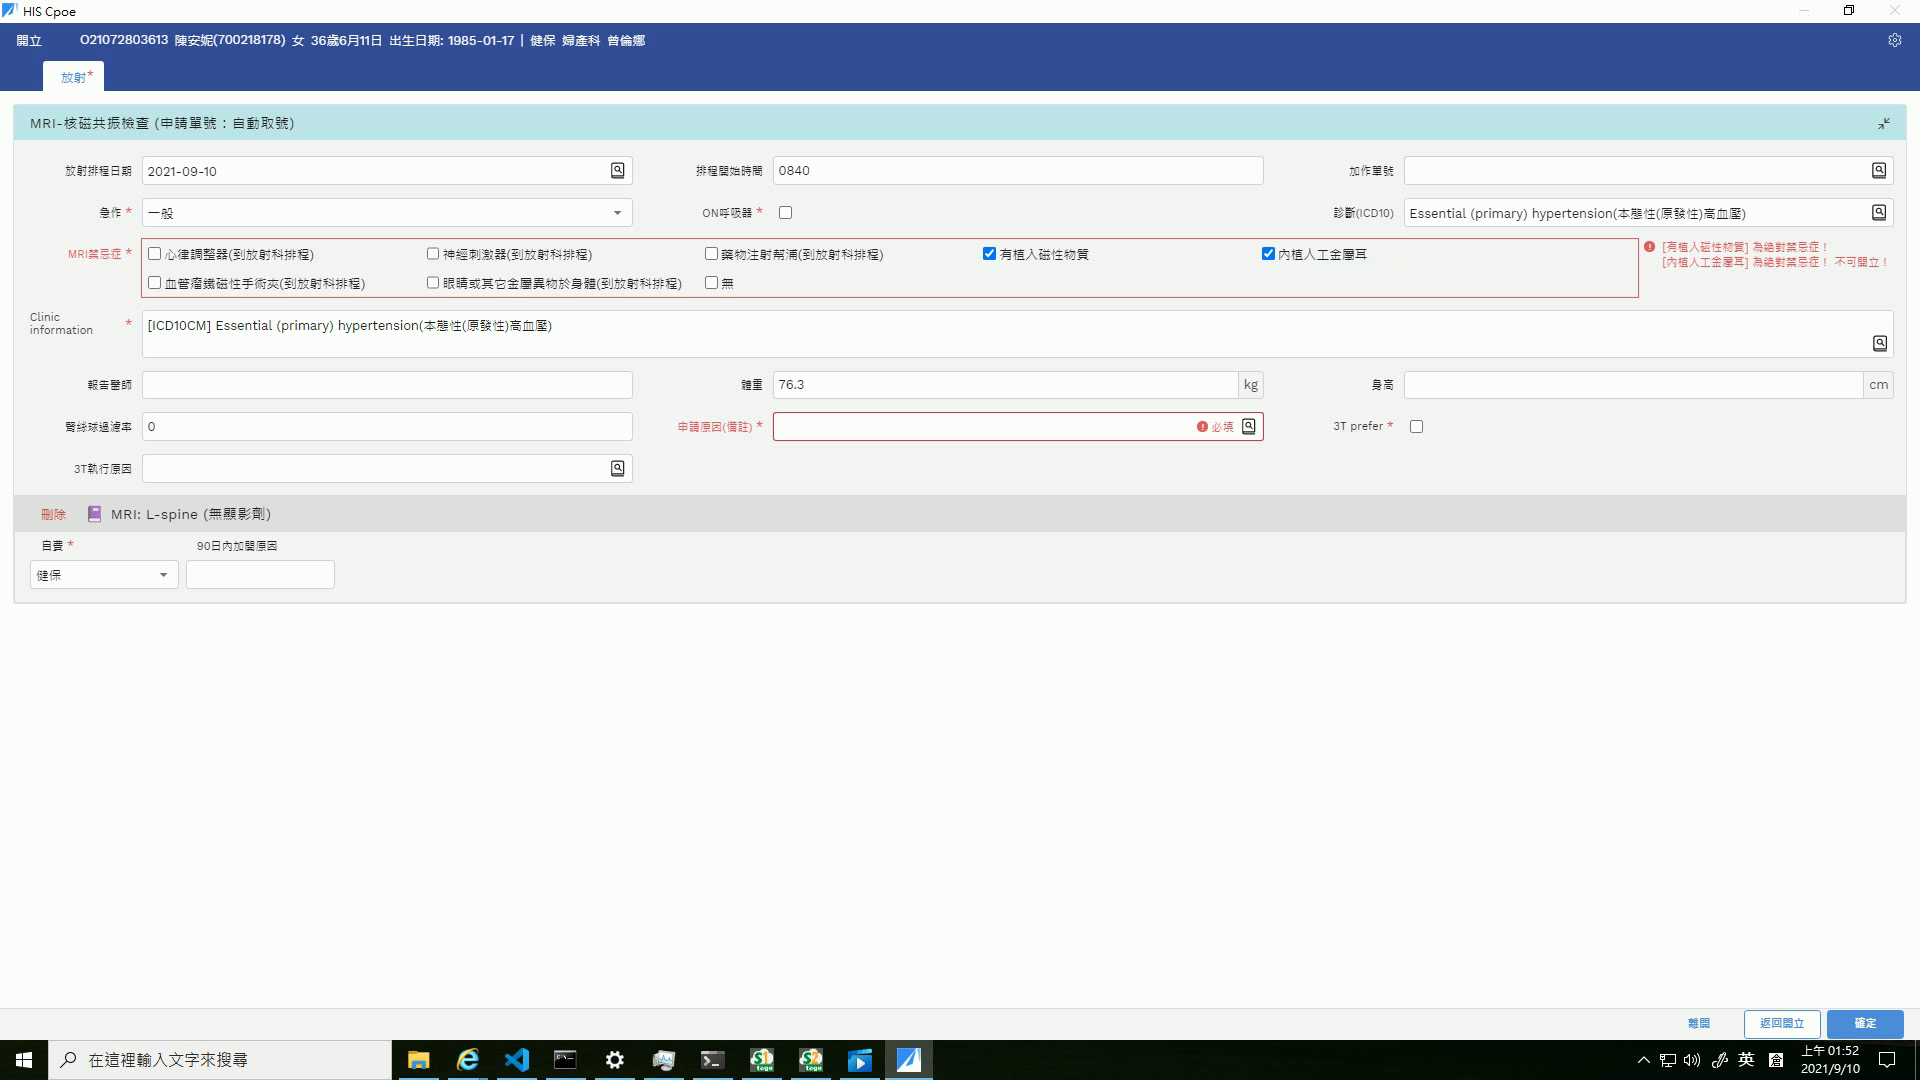 HIS Cpoe
開立 O21072803613 陳安妮(700218178) 女 36歲6月11日 出生日期: 1985-01-17 | 健保 婦產科 曾倫娜
放射*
MRI-核磁共振檢查 (申請單號：自動取號)
放射排程日期 2021-09-10 排程開始時間 0840 加作單號
急作 * 一般 ON呼吸器 * 診斷(ICD10) Essential (primary) hypertension(本態性(原發性)高血壓)
MRI禁忌症 * 心律調整器(到放射科排程) 神經刺激器(到放射科排程) 藥物注射幫浦(到放射科排程) 有植入磁性物質 內植人工金屬耳 [有植入磁性物質] 為絶對禁忌症！
[內植人工金屬耳] 為絶對禁忌症！ 不可開立！
血管瘤鐵磁性手術夾(到放射科排程) 眼睛或其它金屬異物於身體(到放射科排程) 無
Clinic information * [ICD10CM] Essential (primary) hypertension(本態性(原發性)高血壓)
報告醫師 體重 76.3 kg 身高 cm
腎絲球過濾率 0 申請原因(備註) * 必填 3T prefer *
3T執行原因
刪除 MRI: L-spine (無顯影劑)
自費 * 90日內加開原因
健保
離開 返回開立 確定
在這裡輸入文字來搜尋 英 上午 01:52
2021/9/10